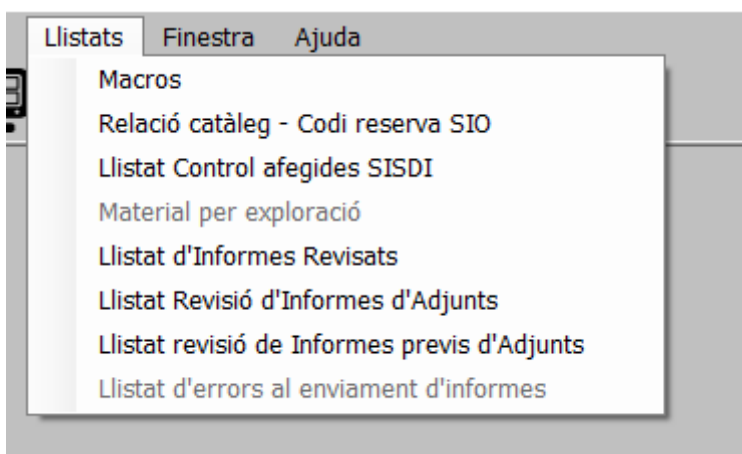 Llistats Finestra Ajuda
Macros
Relació catàleg - Codi reserva SIO
Llistat Control afegides SISDI
Material per exploració
Llistat d'Informes Revisats
Llistat Revisió d'Informes d'Adjunts
Llistat revisió de Informes previs d'Adjunts
Llistat d'errors al enviament d'informes